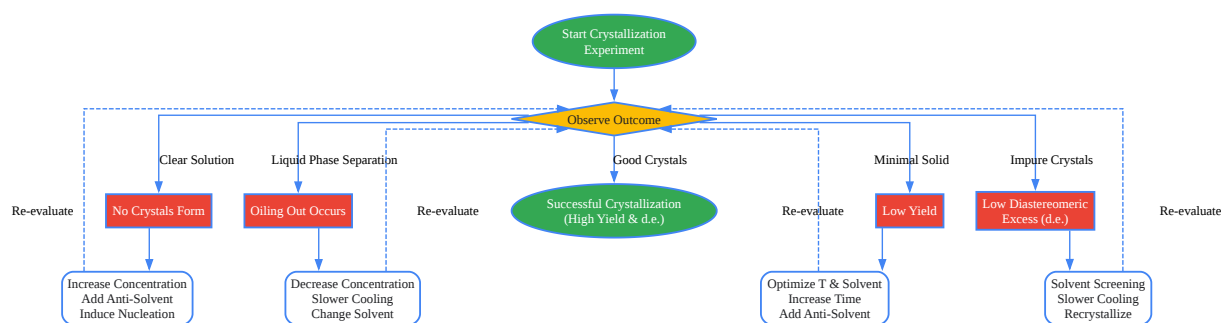 Start Crystallization
Experiment
Observe Outcome
Clear Solution
Liquid Phase Separation
Good Crystals
Minimal Solid
Impure Crystals
Re-evaluate
No Crystals Form
Oiling Out Occurs
Re-evaluate
Successful Crystallization
(High Yield & d.e.)
Re-evaluate
Low Yield
Low Diastereomeric
Excess (d.e.)
Re-evaluate
Increase Concentration
Add Anti-Solvent
Induce Nucleation
Decrease Concentration
Slower Cooling
Change Solvent
Optimize T & Solvent
Increase Time
Add Anti-Solvent
Solvent Screening
Slower Cooling
Recrystallize